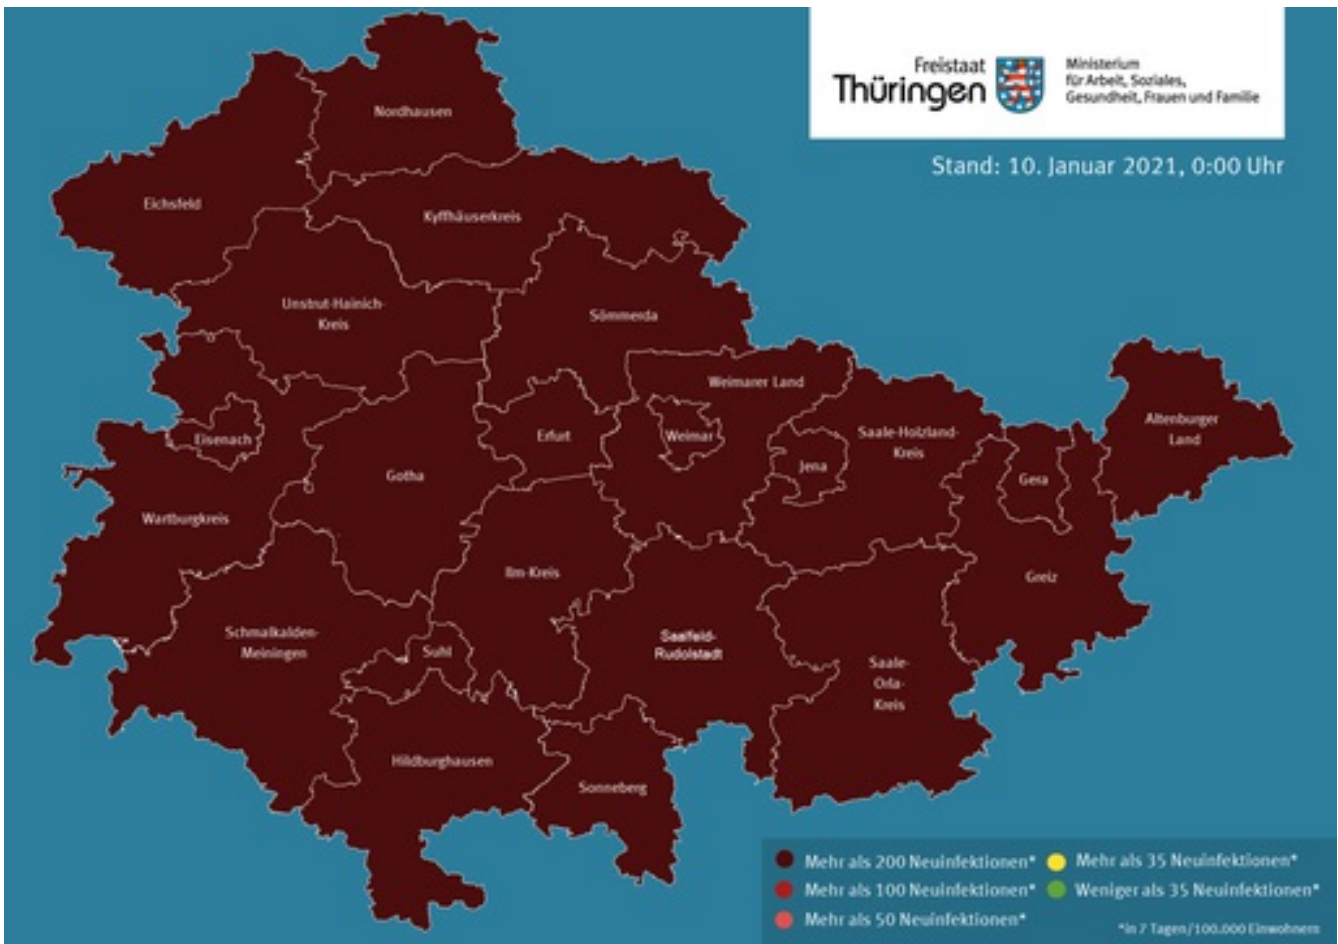 Freistaat
Thüringen
Ministerium
für Arbeit, Soziales,
Gesundheit, Frauen und Familie
Stand: 10. Januar 2021, 0:00 Uhr
Nordhausen
Eichsfeld
Kyffhäuserkreis
Unstrut-Hainich-
Kreis
Sömmerda
Weimarer Land
Eisenach
Erfurt
Weimar
Saale-Holzland-
Kreis
Altenburger
Land
Jena
Gotha
Gera
Wartburgkreis
Ilm-Kreis
Greiz
Schmalkalden-
Meiningen
Suhl
Saalfeld-
Rudolstadt
Saale-
Orla-
Kreis
Hildburghausen
Sonneberg
Mehr als 200 Neuinfektionen*
Mehr als 100 Neuinfektionen*
Mehr als 50 Neuinfektionen*
Mehr als 35 Neuinfektionen*
Weniger als 35 Neuinfektionen*
*in 7 Tagen/100.000 Einwohnern